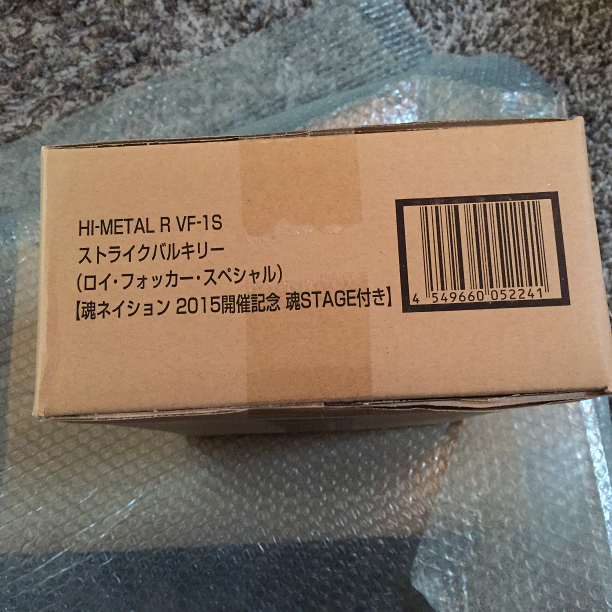 HI-METAL R VF-1S
ストライクバルキリー
（ロイ・フォッカー・スペシャル）
【魂ネイション 2015開催記念 魂STAGE付き】
4 549660 052241